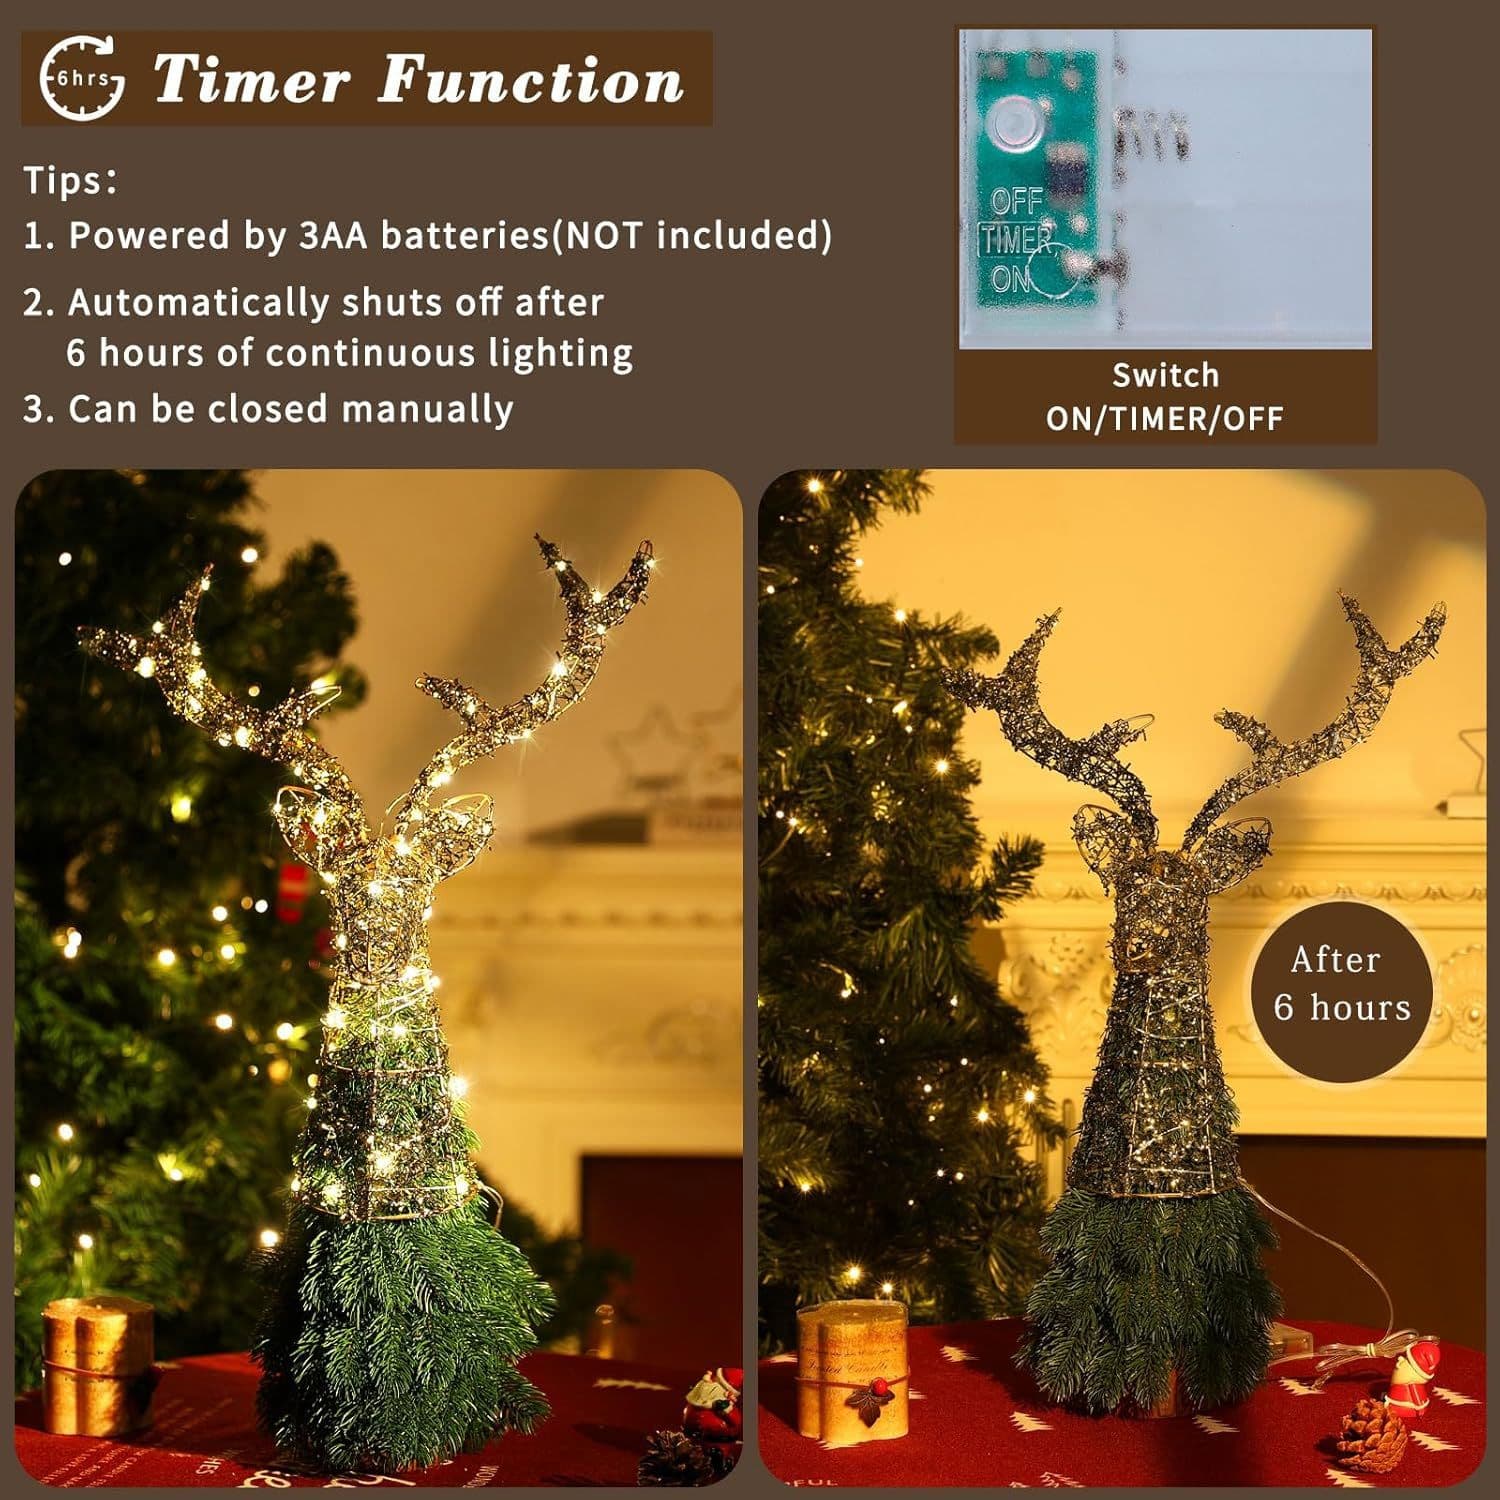 6hrs
Timer Function
Tips:
1. Powered by 3AA batteries(NOT included)
2. Automatically shuts off after
6 hours of continuous lighting
3. Can be closed manually
OFF
TIMER
ON
Switch
ON/TIMER/OFF
After
6 hours